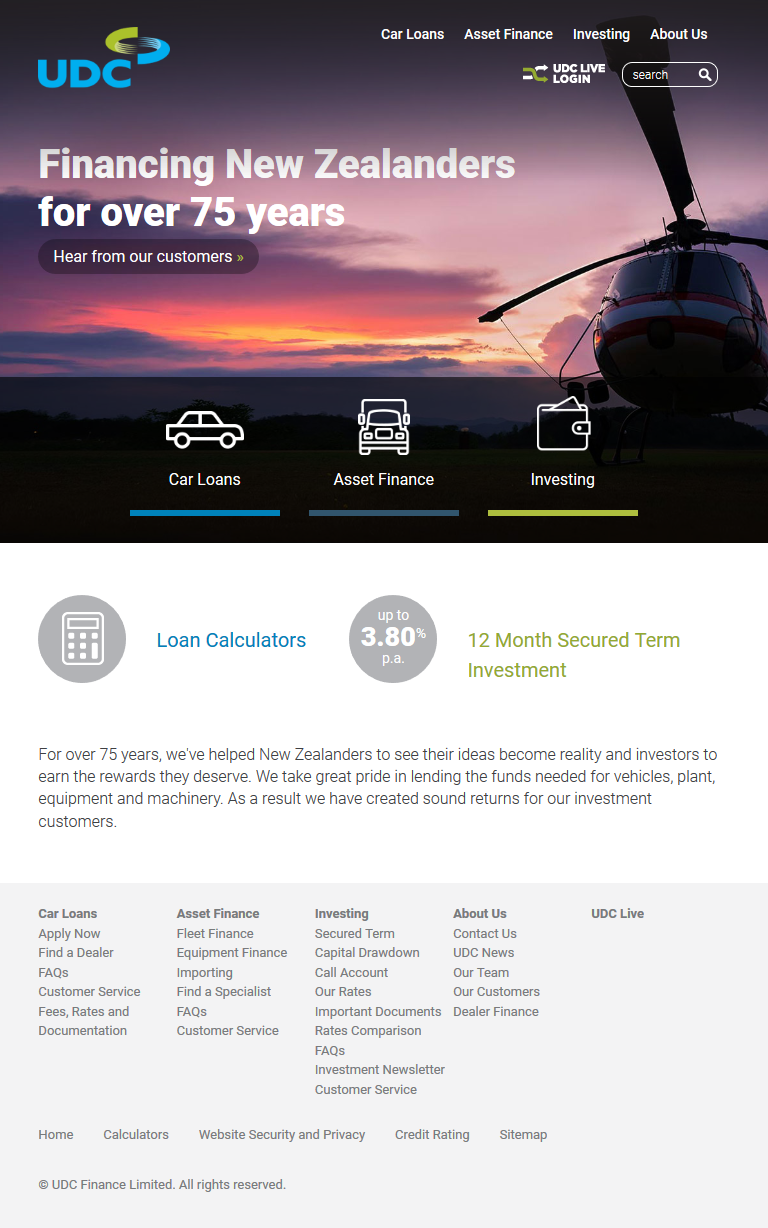 UDC
Car Loans
Asset Finance
Investing
About Us
UDC LIVE
LOGIN
search
Financing New Zealanders
for over 75 years
Hear from our customers »
Car Loans
Asset Finance
Investing
Loan Calculators
up to
3.80%
p.a.
12 Month Secured Term
Investment
For over 75 years, we've helped New Zealanders to see their ideas become reality and investors to
earn the rewards they deserve. We take great pride in lending the funds needed for vehicles, plant,
equipment and machinery. As a result we have created sound returns for our investment
customers.
Car Loans
Apply Now
Find a Dealer
FAQs
Customer Service
Fees, Rates and
Documentation
Asset Finance
Fleet Finance
Equipment Finance
Importing
Find a Specialist
FAQs
Customer Service
Investing
Secured Term
Capital Drawdown
Call Account
Our Rates
Important Documents
Rates Comparison
FAQs
Investment Newsletter
Customer Service
About Us
Contact Us
UDC News
Our Team
Our Customers
Dealer Finance
UDC Live
Home
Calculators
Website Security and Privacy
Credit Rating
Sitemap
© UDC Finance Limited. All rights reserved.